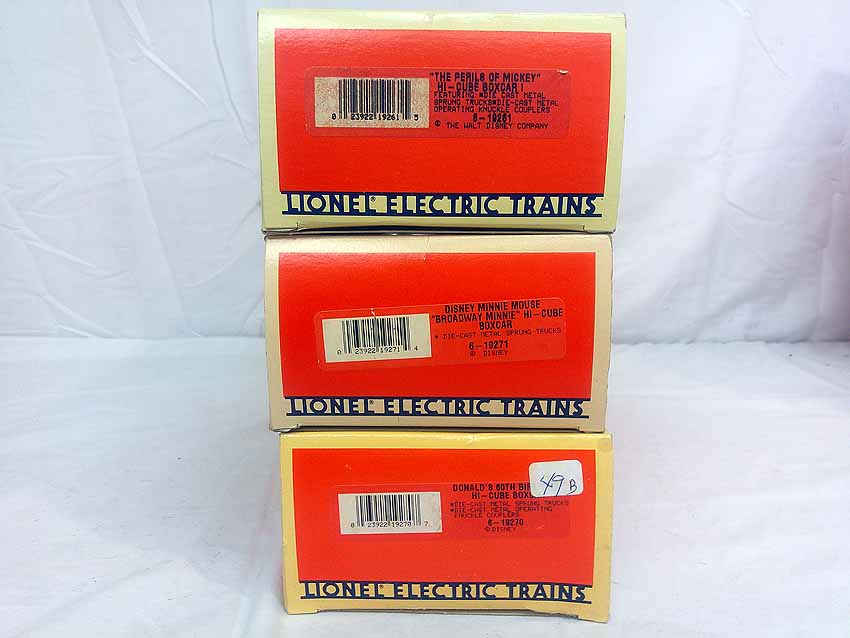 "THE PERILS OF MICKEY"
HI-CUBE BOXCAR I
FEATURING *DIE CAST METAL
SPRUNG TRUCKS*DIE-CAST METAL
OPERATING KNUCKLE COUPLERS
6-19261
© THE WALT DISNEY COMPANY
0 23922 19261 5
LIONEL® ELECTRIC TRAINS
DISNEY MINNIE MOUSE
"BROADWAY MINNIE" HI-CUBE
BOXCAR
* DIE-CAST METAL SPRUNG TRUCKS
6-19271
© DISNEY
0 23922 19271 4
LIONEL® ELECTRIC TRAINS
DONALD'S 60TH
HI-CUBE
49 B
*DIE-CAST METAL SPRUNG TRUCKS
*DIE-CAST METAL OPERATING
KNUCKLE COUPLERS
6-19270
© DISNEY
0 23922 19270 7
LIONEL® ELECTRIC TRAINS